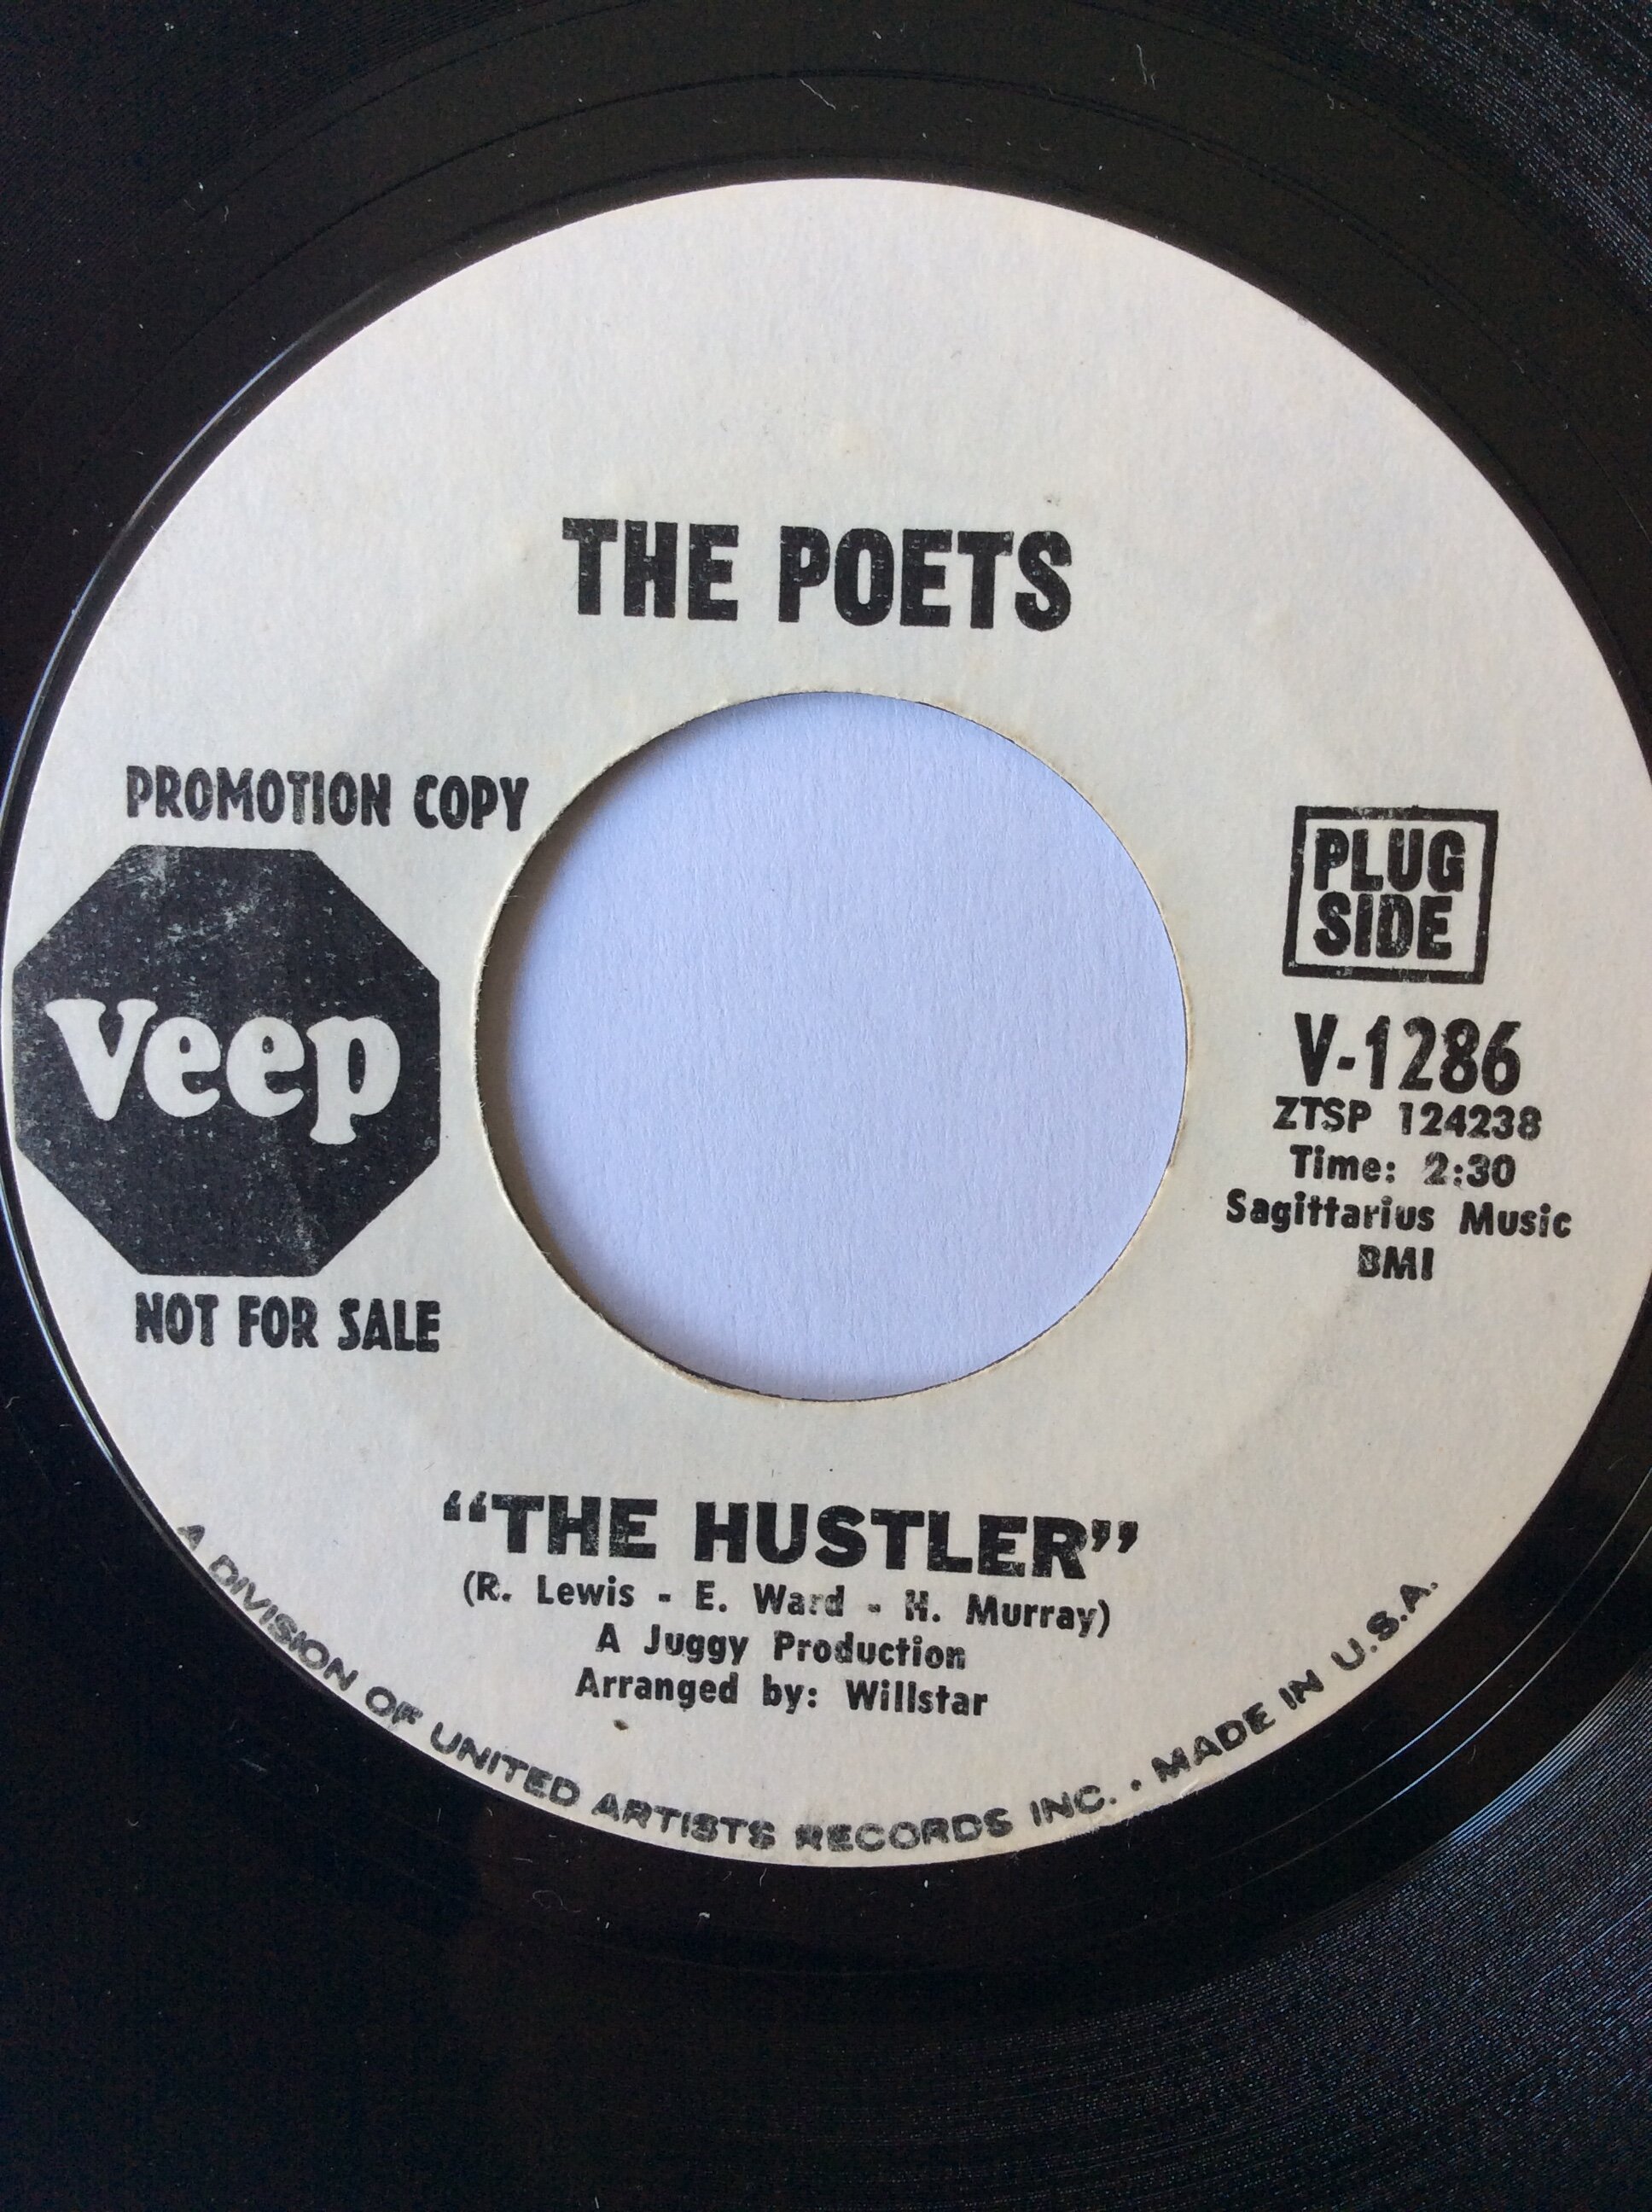 THE POETS
PROMOTION COPY
Veep
NOT FOR SALE
PLUG
SIDE
V-1286
ZTSP 124238
Time: 2:30
Sagittarius Music
BMI
“THE HUSTLER”
(R. Lewis - E. Ward - H. Murray)
A Juggy Production
Arranged by: Willstar
A DIVISION OF UNITED ARTISTS RECORDS INC. • MADE IN U.S.A.